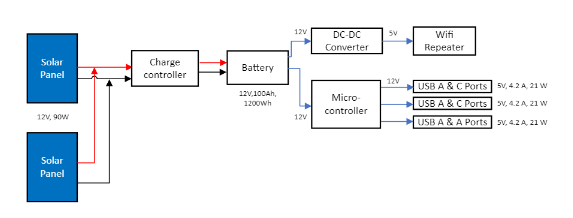 Solar
Panel
12V, 90W
Solar
Panel
Charge
controller
Battery
12V,100Ah,
1200Wh
12V
DC-DC
Converter
5V
Wifi
Repeater
12V
Micro-
controller
12V
USB A & C Ports
5V, 4.2 A, 21 W
USB A & C Ports
5V, 4.2 A, 21 W
USB A & A Ports
5V, 4.2 A, 21 W